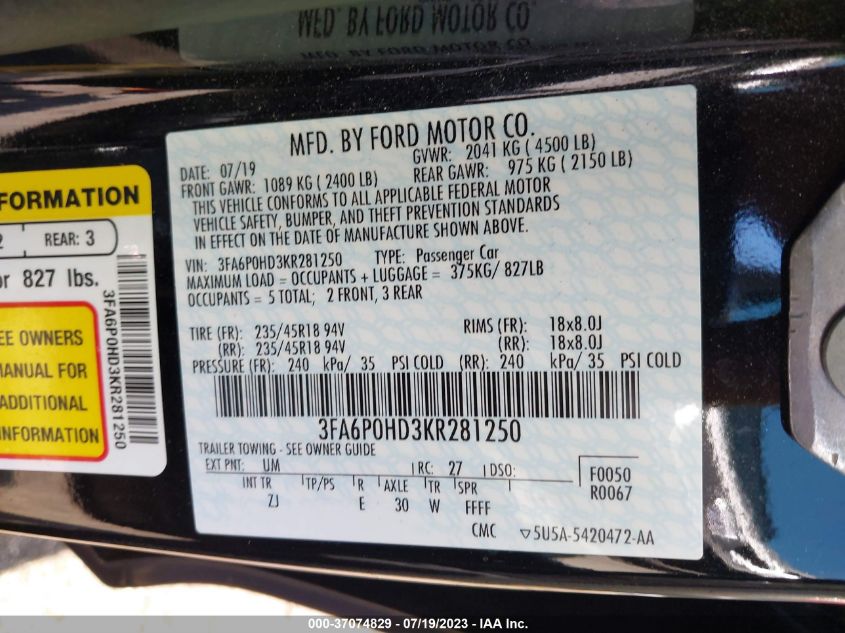 MFD. BY FORD MOTOR CO.
MFD. BY FORD MOTOR CO.
DATE: 07/19
GVWR: 2041 KG ( 4500 LB)
FRONT GAWR: 1089 KG ( 2400 LB)
REAR GAWR: 975 KG ( 2150 LB)
THIS VEHICLE CONFORMS TO ALL APPLICABLE FEDERAL MOTOR
VEHICLE SAFETY, BUMPER, AND THEFT PREVENTION STANDARDS
IN EFFECT ON THE DATE OF MANUFACTURE SHOWN ABOVE.
VIN: 3FA6P0HD3KR281250 TYPE: Passenger Car
MAXIMUM LOAD = OCCUPANTS + LUGGAGE = 375KG/ 827LB
OCCUPANTS = 5 TOTAL; 2 FRONT, 3 REAR
TIRE (FR): 235/45R18 94V RIMS (FR): 18x8.0J
(RR): 235/45R18 94V (RR): 18x8.0J
PRESSURE (FR): 240 kPa/ 35 PSI COLD (RR): 240 kPa/ 35 PSI COLD
3FA6P0HD3KR281250
TRAILER TOWING - SEE OWNER GUIDE
EXT PNT: UM RC: 27 DSO:
F0050
R0067
INT TR TP/PS R AXLE TR SPR
ZJ E 30 W FFFF
CMC 5U5A-5420472-AA
FORMATION
2 REAR: 3
or 827 lbs.
EE OWNERS
MANUAL FOR
ADDITIONAL
INFORMATION
3FA6P0HD3KR281250
000-37074829 / 07/19/2023 - IAA Inc.